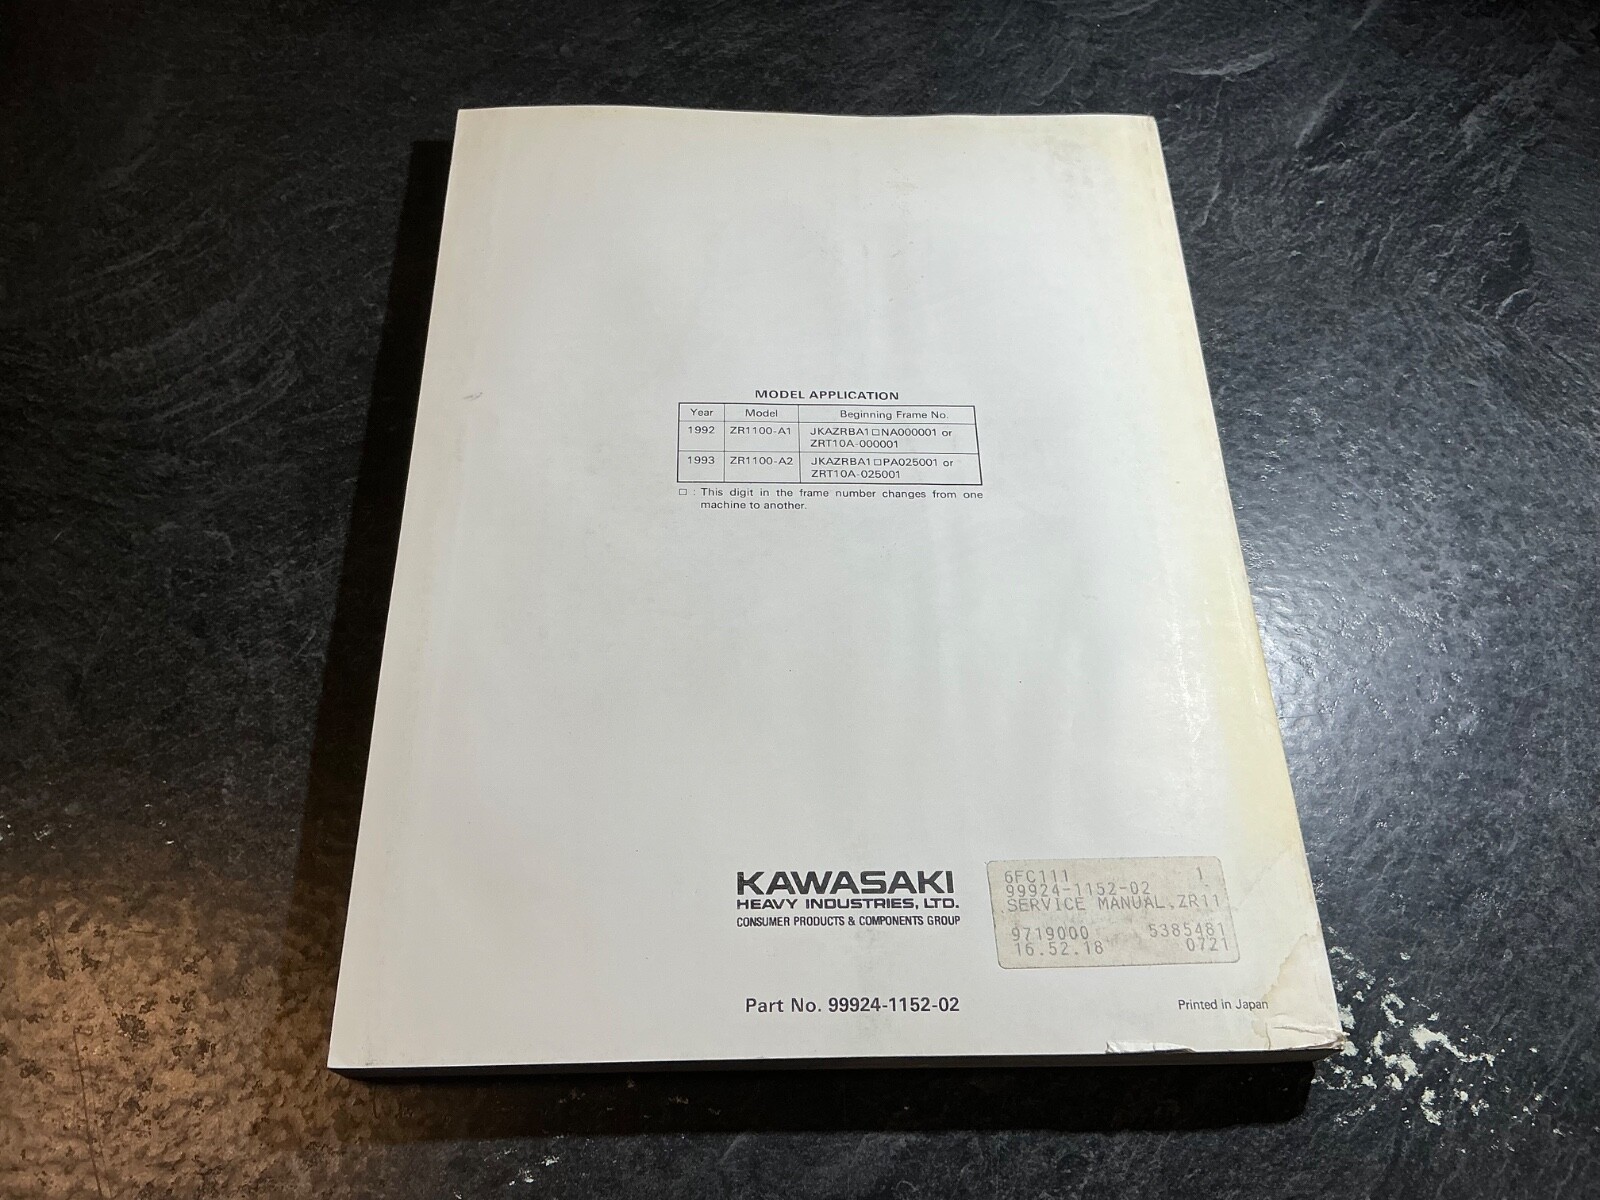 MODEL APPLICATION
Year Model Beginning Frame No.
1992 ZR1100-A1 JKAZRBA1□NA000001 or
ZRT10A-000001
1993 ZR1100-A2 JKAZRBA1□PA025001 or
ZRT10A-025001
□ : This digit in the frame number changes from one
machine to another.
KAWASAKI
HEAVY INDUSTRIES, LTD.
CONSUMER PRODUCTS & COMPONENTS GROUP
6FC111 1
99924-1152-02
SERVICE MANUAL,ZR11
9719000 5385481
16.52.18 0721
Part No. 99924-1152-02
Printed in Japan